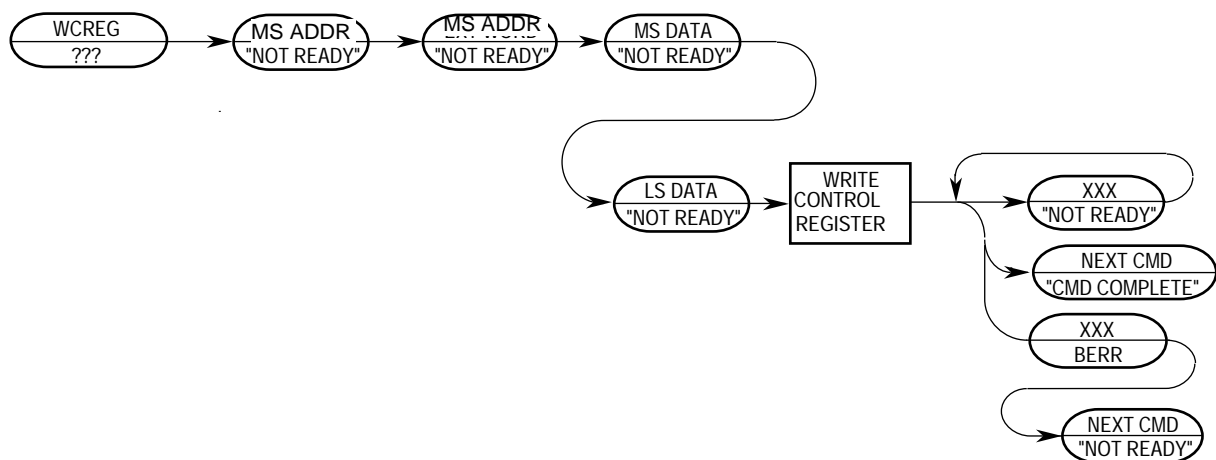 WCREG
???
MS ADDR
"NOT READY"
MS ADDR
"NOT READY"
MS DATA
"NOT READY"
LS DATA
"NOT READY"
WRITE
CONTROL
REGISTER
XXX
"NOT READY"
NEXT CMD
"CMD COMPLETE"
XXX
BERR
NEXT CMD
"NOT READY"